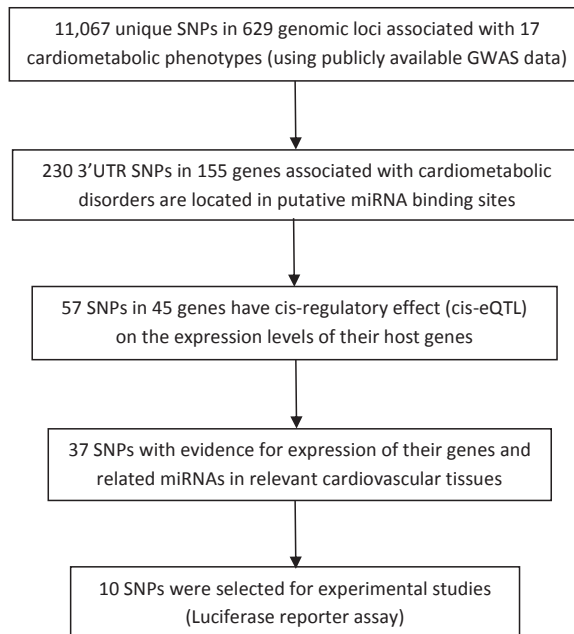 11,067 unique SNPs in 629 genomic loci associated with 17
cardiometabolic phenotypes (using publicly available GWAS data)
230 3’UTR SNPs in 155 genes associated with cardiometabolic
disorders are located in putative miRNA binding sites
57 SNPs in 45 genes have cis-regulatory effect (cis-eQTL)
on the expression levels of their host genes
37 SNPs with evidence for expression of their genes and
related miRNAs in relevant cardiovascular tissues
10 SNPs were selected for experimental studies
(Luciferase reporter assay)